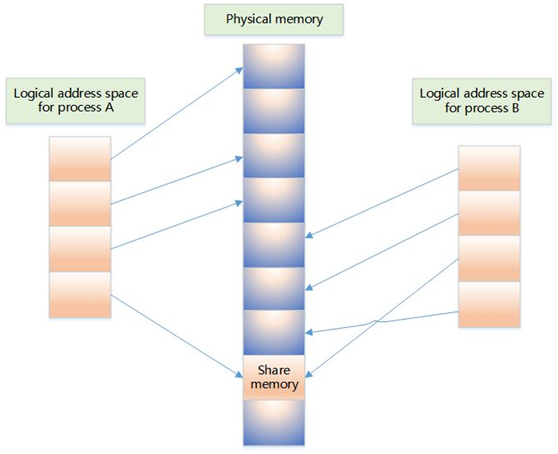 Physical memory
Logical address space
for process A
Logical address space
for process B
Share
memory